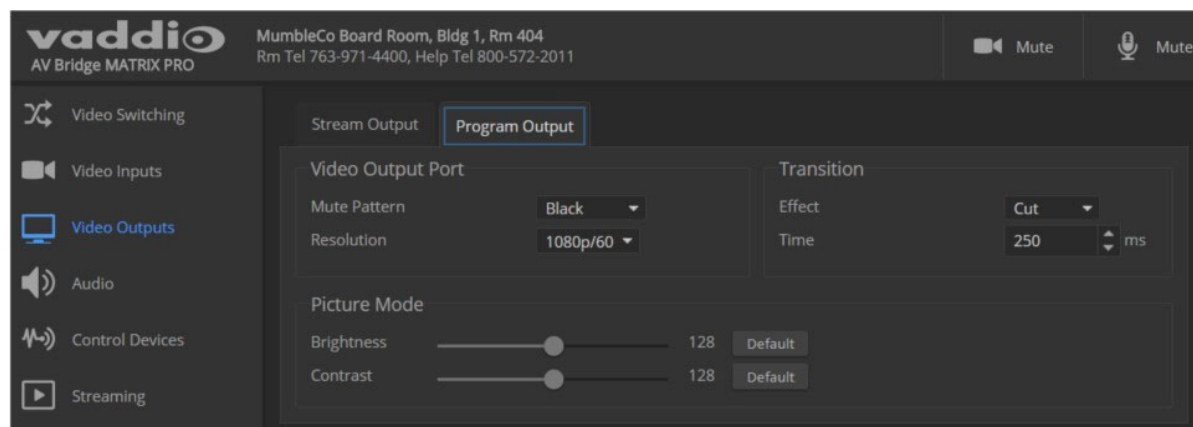 vaddio
AV Bridge MATRIX PRO
MumbleCo Board Room, Bldg 1, Rm 404
Rm Tel 763-971-4400, Help Tel 800-572-2011
Mute
Mute
Video Switching
Video Inputs
Video Outputs
Audio
Control Devices
Streaming
Stream Output
Program Output
Video Output Port
Mute Pattern Black
Resolution 1080p/60
Transition
Effect Cut
Time 250 ms
Picture Mode
Brightness 128 Default
Contrast 128 Default